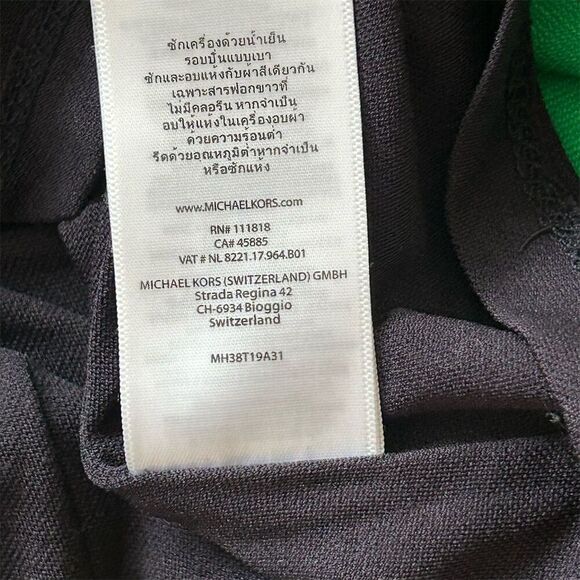 ซักเครื่องด้วยน้ำเย็น
รอบปั่นแบบเบา
ซักและอบแห้งกับผ้าสีเดียวกัน
เฉพาะสารฟอกขาวที่
ไม่มีคลอรีน หากจำเป็น
อบให้แห้งในเครื่องอบผ้า
ด้วยความร้อนต่ำ
รีดด้วยอุณหภูมิต่ำหากจำเป็น
หรือซักแห้ง
www.MICHAELKORS.com
RN# 111818
CA# 45885
VAT # NL 8221.17.964.B01
MICHAEL KORS (SWITZERLAND) GMBH
Strada Regina 42
CH-6934 Bioggio
Switzerland
MH38T19A31